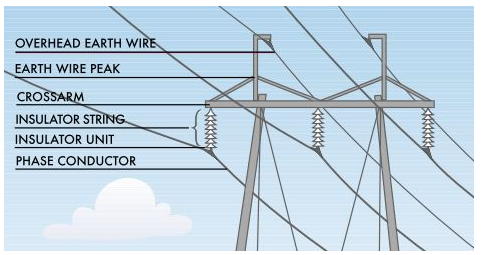 OVERHEAD EARTH WIRE
EARTH WIRE PEAK
CROSSARM
INSULATOR STRING
INSULATOR UNIT
PHASE CONDUCTOR